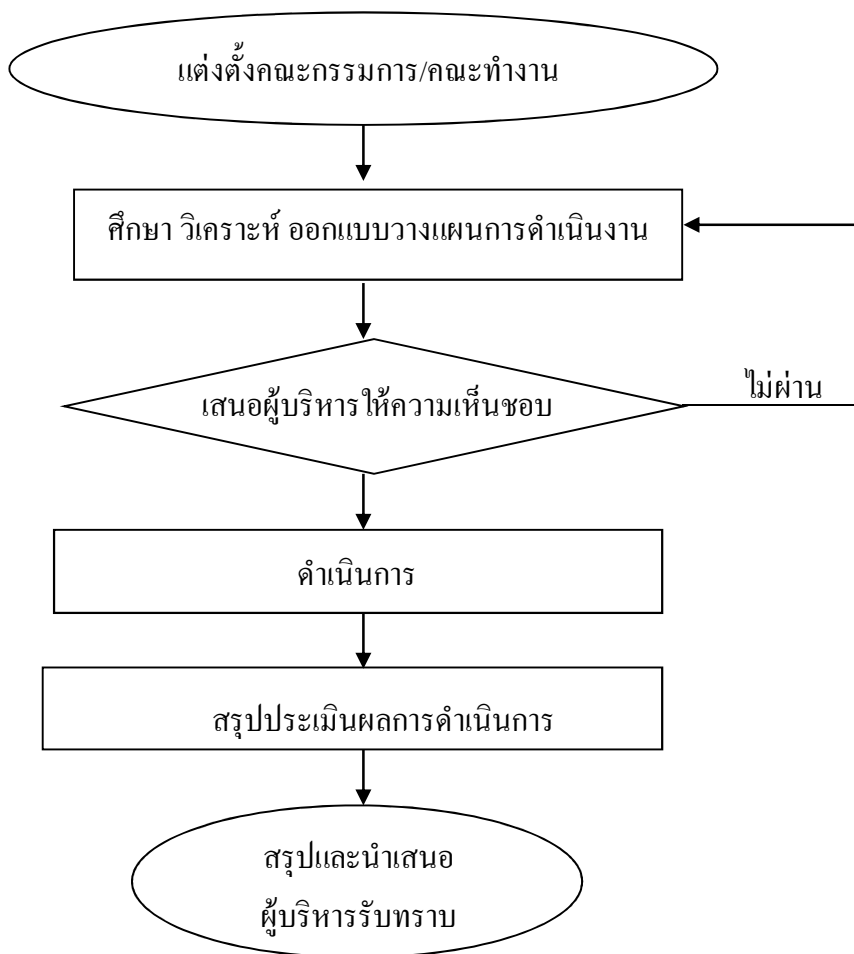 แต่งตั้งคณะกรรมการ/คณะทำงาน
ศึกษา วิเคราะห์ ออกแบบวางแผนการดำเนินงาน
เสนอผู้บริหารให้ความเห็นชอบ
ไม่ผ่าน
ดำเนินการ
สรุปประเมินผลการดำเนินการ
สรุปและนำเสนอ
ผู้บริหารรับทราบ